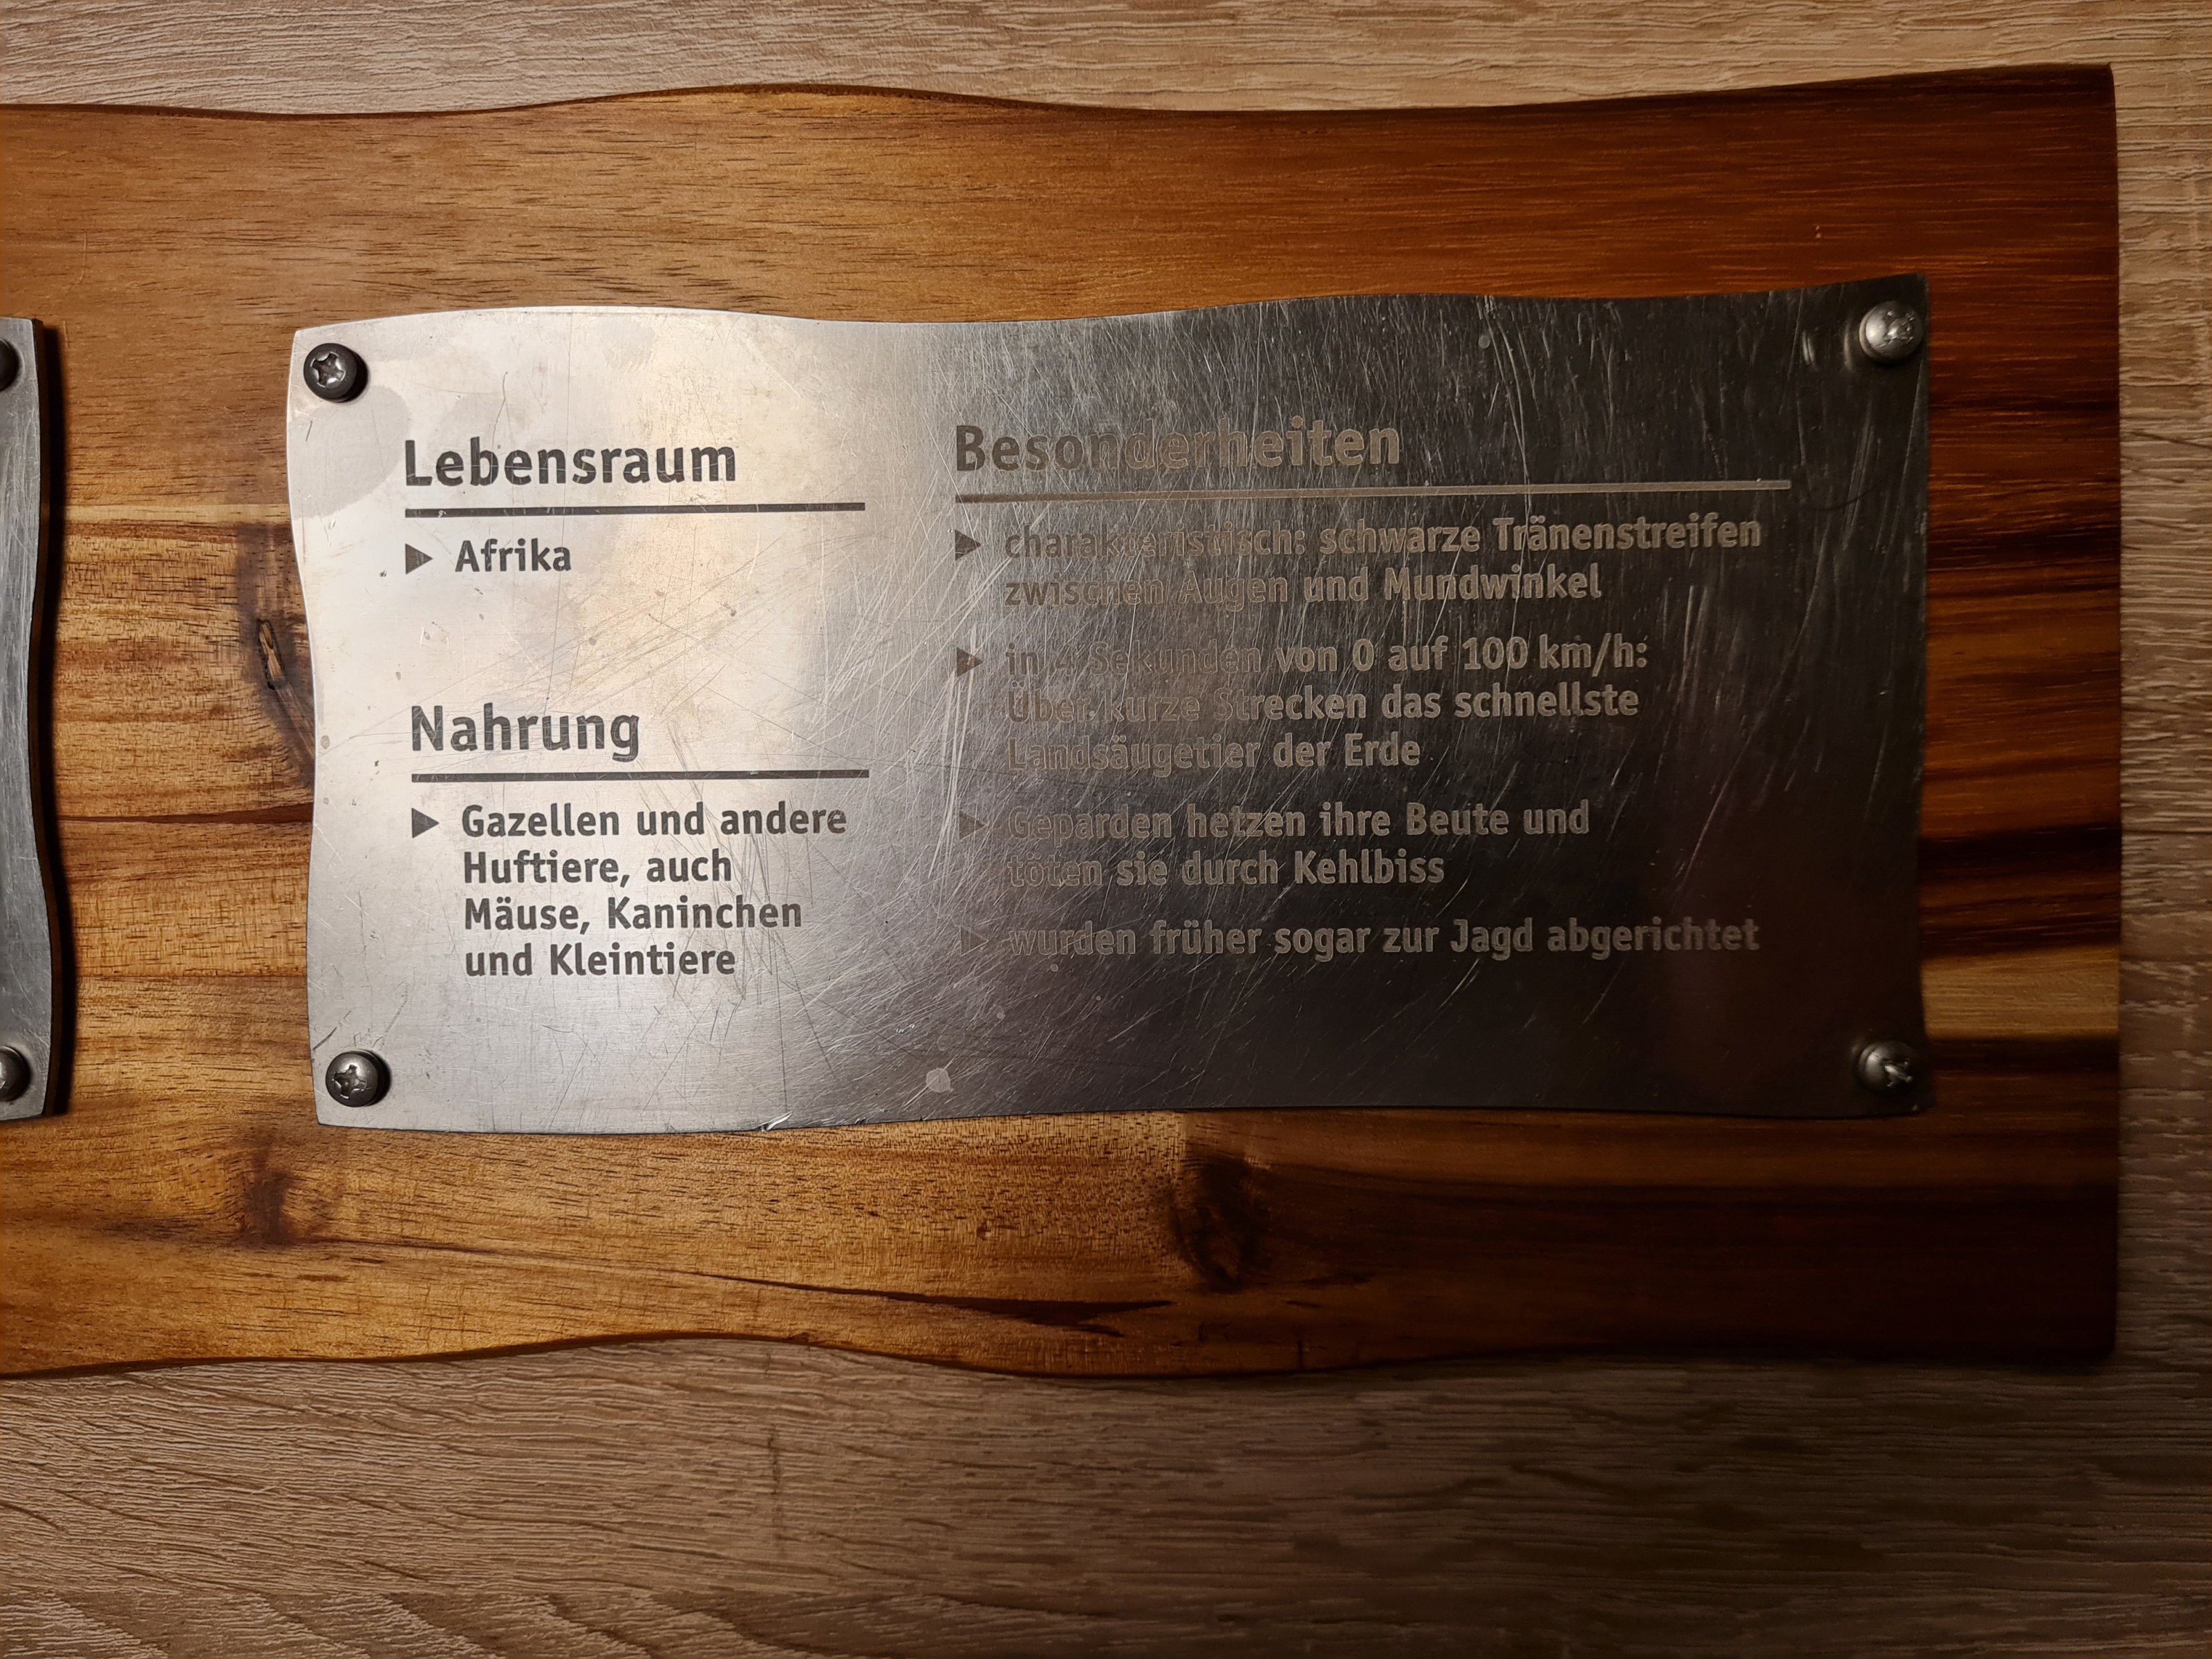 Lebensraum
▶ Afrika
Nahrung
▶ Gazellen und andere
Huftiere, auch
Mäuse, Kaninchen
und Kleintiere
Besonderheiten
▶ charakteristisch: schwarze Tränenstreifen
zwischen Augen und Mundwinkel
▶ in 4 Sekunden von 0 auf 100 km/h:
Über kurze Strecken das schnellste
Landsäugetier der Erde
▶ Geparden hetzen ihre Beute und
töten sie durch Kehlbiss
▶ wurden früher sogar zur Jagd abgerichtet